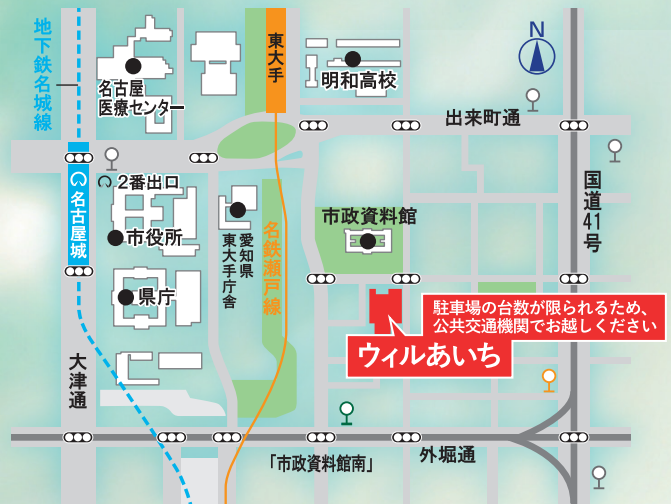 地下鉄名城線
名古屋
医療センター
東大手
明和高校
N
出来町通
2番出口
名古屋城
市役所
愛知県
東大手庁舎
名鉄瀬戸線
市政資料館
国道41号
県庁
駐車場の台数が限られるため、
公共交通機関でお越しください
ウィルあいち
大津通
「市政資料館南」
外堀通